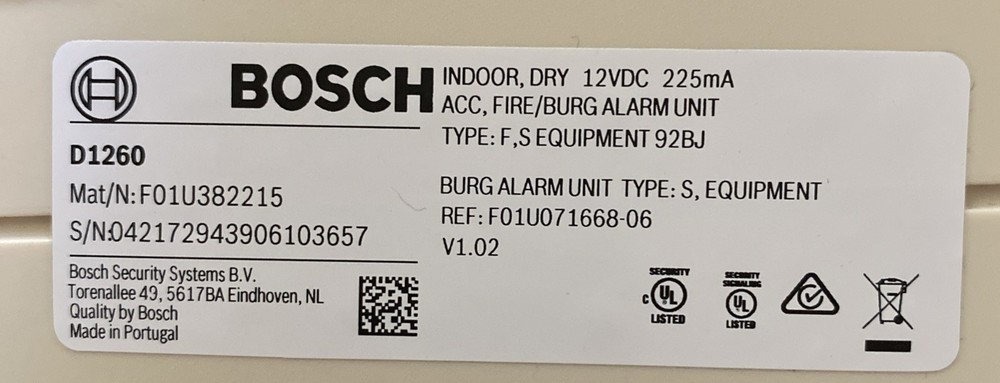 BOSCH
D1260
Mat/N: F01U382215
S/N:042172943906103657
Bosch Security Systems B.V.
Torenallee 49, 5617BA Eindhoven, NL
Quality by Bosch
Made in Portugal
INDOOR, DRY 12VDC 225mA
ACC, FIRE/BURG ALARM UNIT
TYPE: F,S EQUIPMENT 92BJ
BURG ALARM UNIT TYPE: S, EQUIPMENT
REF: F01U071668-06
V1.02
SECURITY
C UL
LISTED
SECURITY
SIGNALING
UL
LISTED